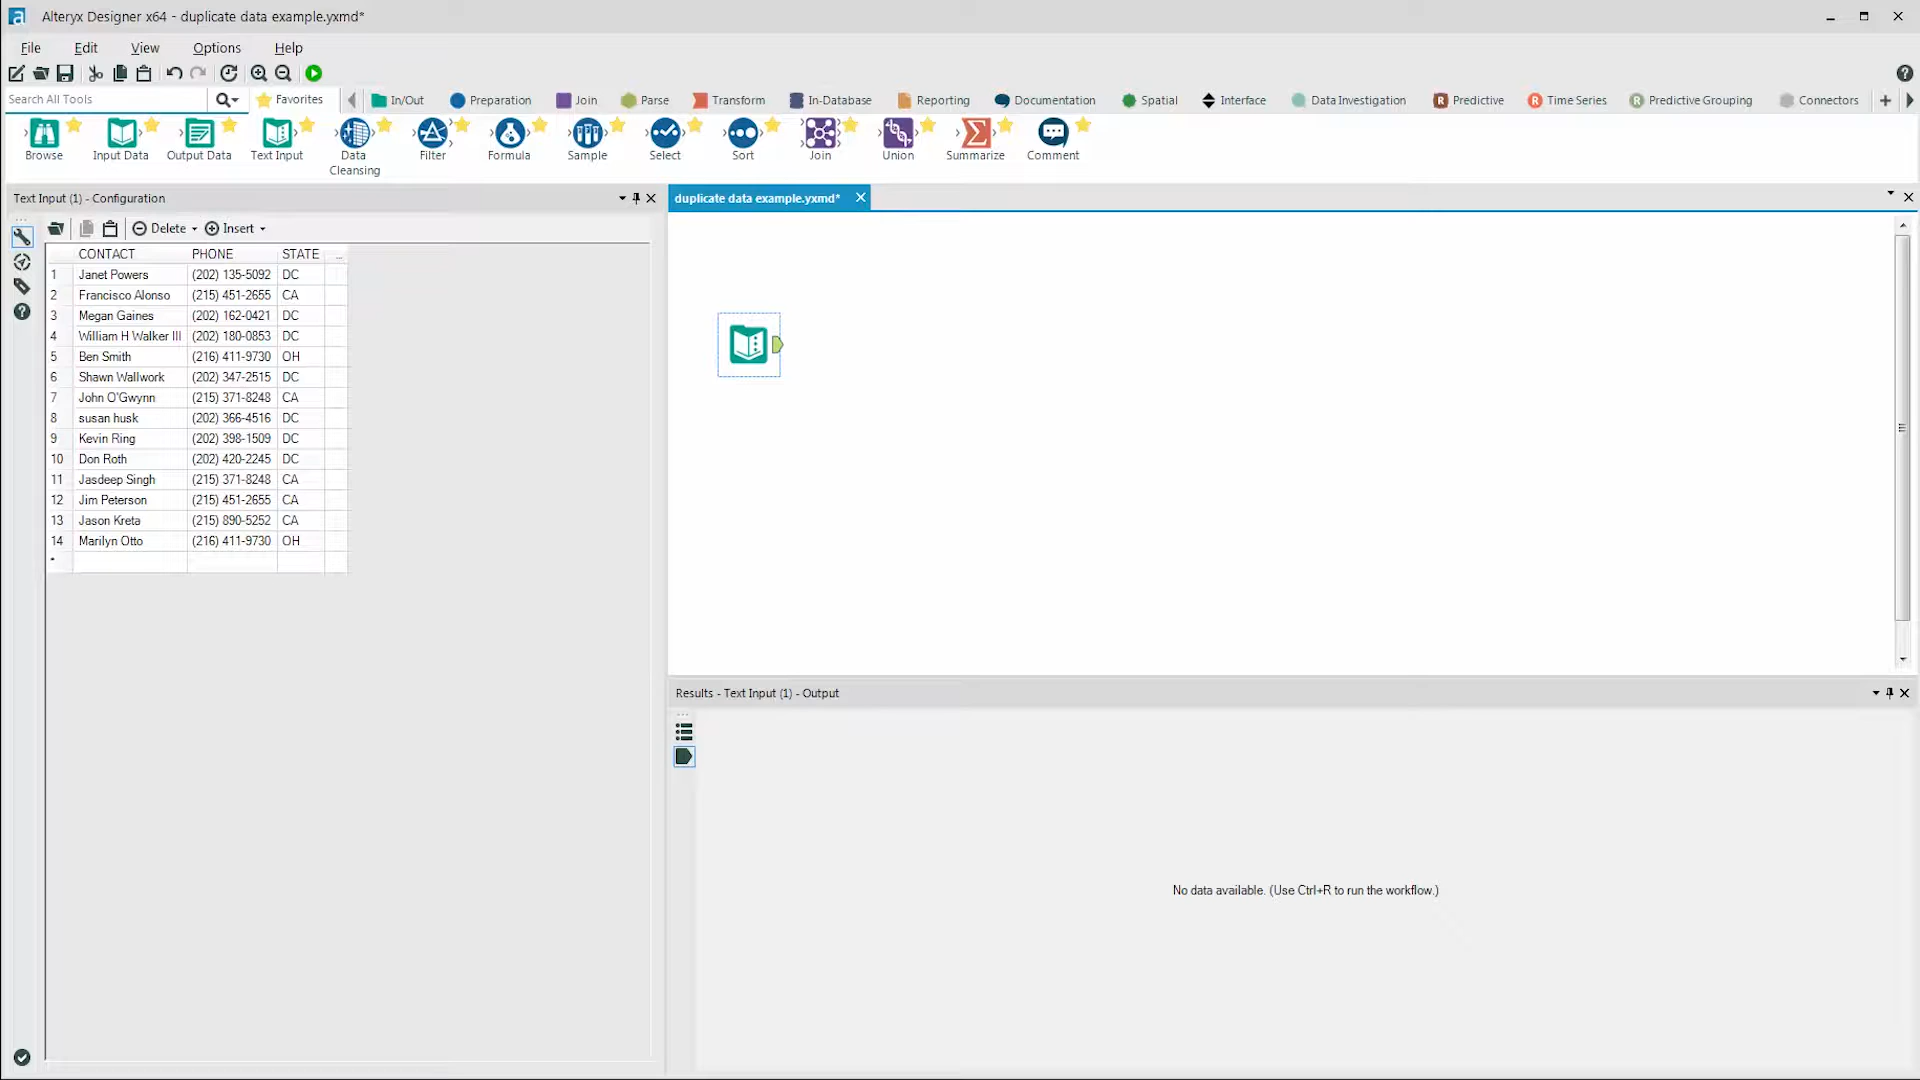 Alteryx Designer x64 - duplicate data example.yxmd*
File Edit View Options Help
Search All Tools Favorites In/Out Preparation Join Parse Transform In-Database Reporting Documentation Spatial Interface Data Investigation Predictive Time Series Predictive Grouping Connectors
Browse Input Data Output Data Text Input Data Cleansing Filter Formula Sample Select Sort Join Union Summarize Comment
Text Input (1) - Configuration
duplicate data example.yxmd*
Delete Insert
CONTACT PHONE STATE ...
1 Janet Powers (202) 135-5092 DC
2 Francisco Alonso (215) 451-2655 CA
3 Megan Gaines (202) 162-0421 DC
4 William H Walker III (202) 180-0853 DC
5 Ben Smith (216) 411-9730 OH
6 Shawn Wallwork (202) 347-2515 DC
7 John O'Gwynn (215) 371-8248 CA
8 susan husk (202) 366-4516 DC
9 Kevin Ring (202) 398-1509 DC
10 Don Roth (202) 420-2245 DC
11 Jasdeep Singh (215) 371-8248 CA
12 Jim Peterson (215) 451-2655 CA
13 Jason Kreta (215) 890-5252 CA
14 Marilyn Otto (216) 411-9730 OH
Results - Text Input (1) - Output
No data available. (Use Ctrl+R to run the workflow.)